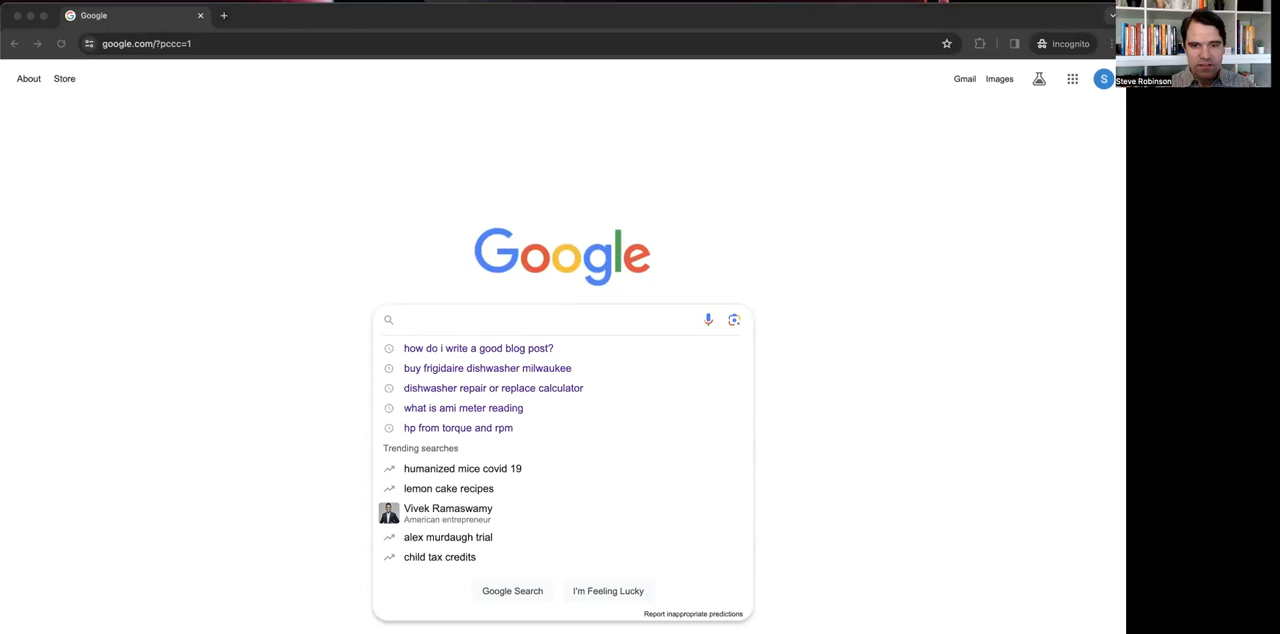 Google
google.com/?pccc=1
Incognito
Steve Robinson
About
Store
Gmail
Images
S
Google
how do i write a good blog post?
buy frigidaire dishwasher milwaukee
dishwasher repair or replace calculator
what is ami meter reading
hp from torque and rpm
Trending searches
humanized mice covid 19
lemon cake recipes
Vivek Ramaswamy
American entrepreneur
alex murdaugh trial
child tax credits
Google Search
I'm Feeling Lucky
Report inappropriate predictions